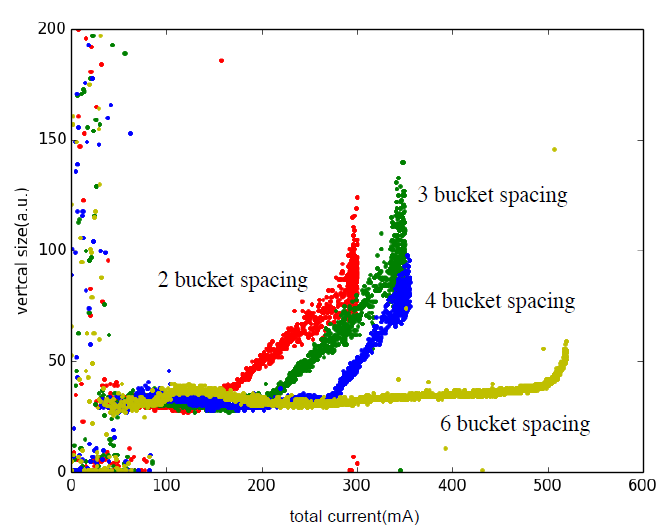 200
150
100
50
0
vertcal size(a.u.)
3 bucket spacing
2 bucket spacing
4 bucket spacing
6 bucket spacing
0 100 200 300 400 500 600
total current(mA)